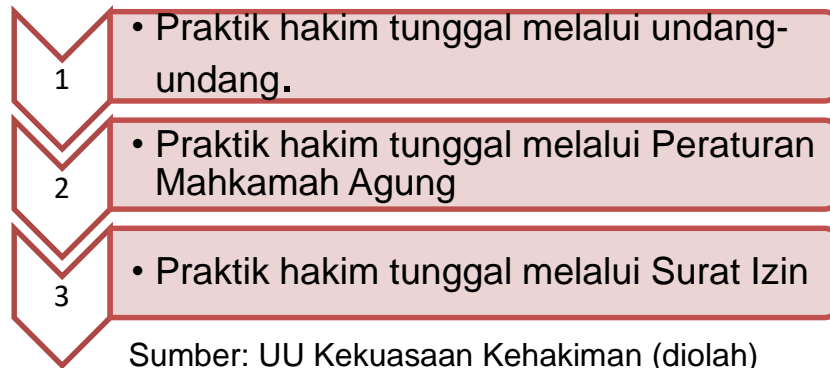 • Praktik hakim tunggal melalui undang-
1
undang.
• Praktik hakim tunggal melalui Peraturan
2
Mahkamah Agung
3
• Praktik hakim tunggal melalui Surat Izin
Sumber: UU Kekuasaan Kehakiman (diolah)